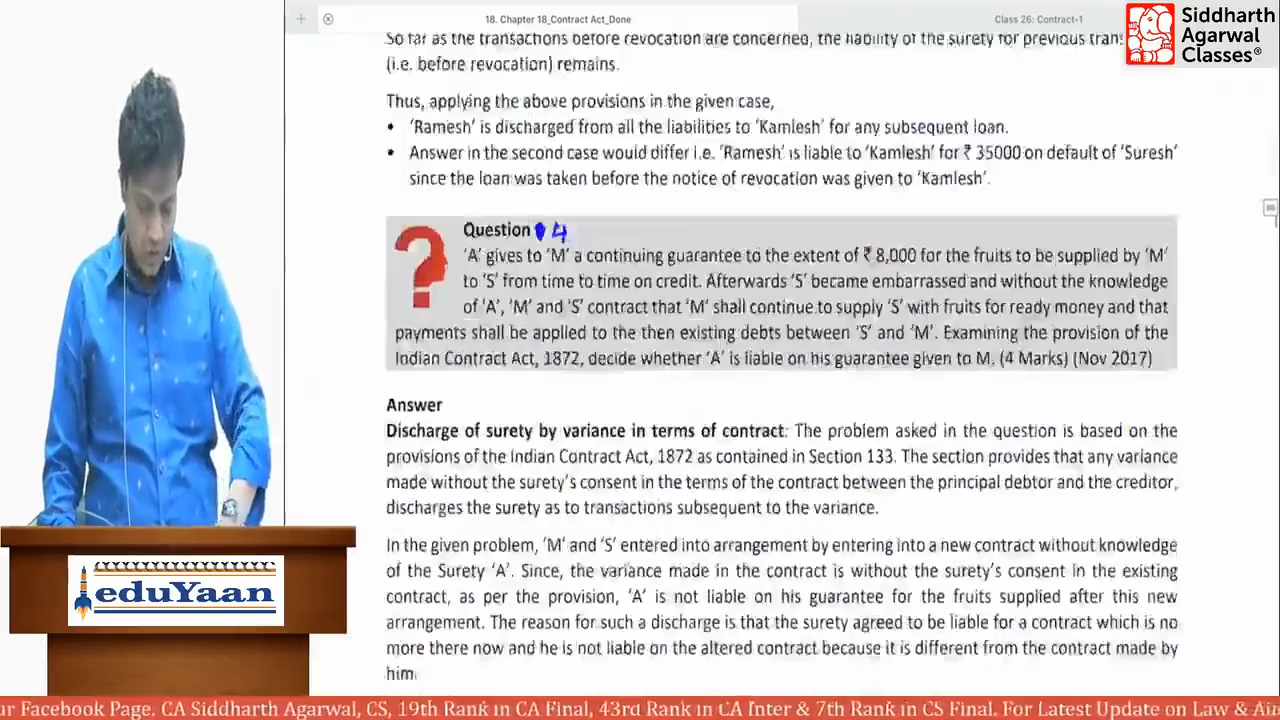 18. Chapter 18_Contract Act_Done
Class 26: Contract-1
Siddharth
Agarwal
Classes®
So far as the transactions before revocation are concerned, the liability of the surety for previous
(i.e. before revocation) remains.
Thus, applying the above provisions in the given case,
• 'Ramesh' is discharged from all the liabilities to 'Kamlesh' for any subsequent loan.
• Answer in the second case would differ i.e. 'Ramesh' is liable to 'Kamlesh' for ₹ 35000 on default of 'Suresh'
since the loan was taken before the notice of revocation was given to 'Kamlesh'.
Question 4
'A' gives to 'M' a continuing guarantee to the extent of ₹ 8,000 for the fruits to be supplied by 'M'
to 'S' from time to time on credit. Afterwards 'S' became embarrassed and without the knowledge
of 'A', 'M' and 'S' contract that 'M' shall continue to supply 'S' with fruits for ready money and that
payments shall be applied to the then existing debts between 'S' and 'M'. Examining the provision of the
Indian Contract Act, 1872, decide whether 'A' is liable on his guarantee given to M. (4 Marks) (Nov 2017)
Answer
Discharge of surety by variance in terms of contract: The problem asked in the question is based on the
provisions of the Indian Contract Act, 1872 as contained in Section 133. The section provides that any variance
made without the surety's consent in the terms of the contract between the principal debtor and the creditor,
discharges the surety as to transactions subsequent to the variance.
In the given problem, 'M' and 'S' entered into arrangement by entering into a new contract without knowledge
of the Surety 'A'. Since, the variance made in the contract is without the surety's consent in the existing
contract, as per the provision, 'A' is not liable on his guarantee for the fruits supplied after this new
arrangement. The reason for such a discharge is that the surety agreed to be liable for a contract which is no
more there now and he is not liable on the altered contract because it is different from the contract made by
him.
eduYaan
ur Facebook Page. CA Siddharth Agarwal, CS, 19th Rank in CA Final, 43rd Rank in CA Inter & 7th Rank in CS Final. For Latest Update on Law &